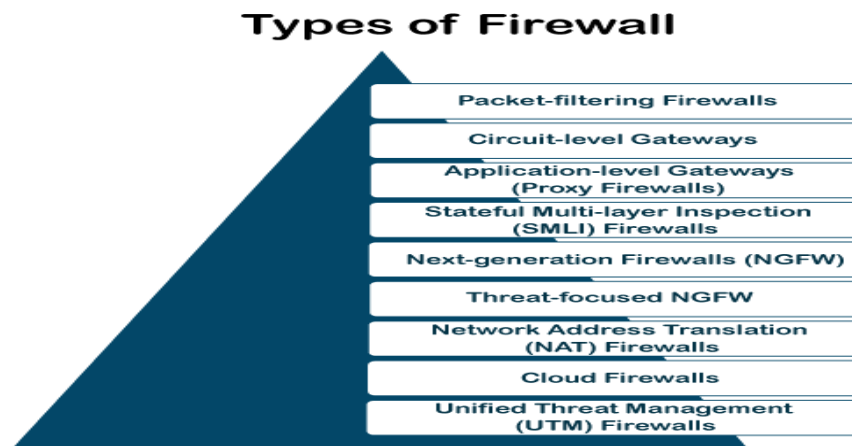 Types of Firewall
Packet-filtering Firewalls
Circuit-level Gateways
Application-level Gateways
(Proxy Firewalls)
Stateful Multi-layer Inspection
(SMLI) Firewalls
Next-generation Firewalls (NGFW)
Threat-focused NGFW
Network Address Translation
(NAT) Firewalls
Cloud Firewalls
Unified Threat Management
(UTM) Firewalls